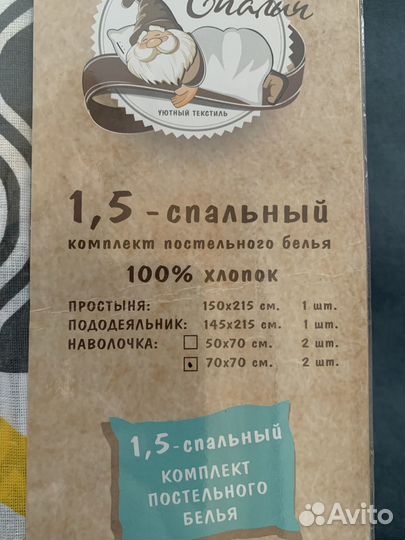 Спалыч
УЮТНЫЙ ТЕКСТИЛЬ
1,5 - СПАЛЬНЫЙ
КОМПЛЕКТ ПОСТЕЛЬНОГО БЕЛЬЯ
100% ХЛОПОК
ПРОСТЫНЯ: 150х215 см. 1 шт.
ПОДОДЕЯЛЬНИК: 145х215 см. 1 шт.
НАВОЛОЧКА: 50х70 см. 2 шт.
70х70 см. 2 шт.
1,5-СПАЛЬНЫЙ
КОМПЛЕКТ
ПОСТЕЛЬНОГО
БЕЛЬЯ
Avito